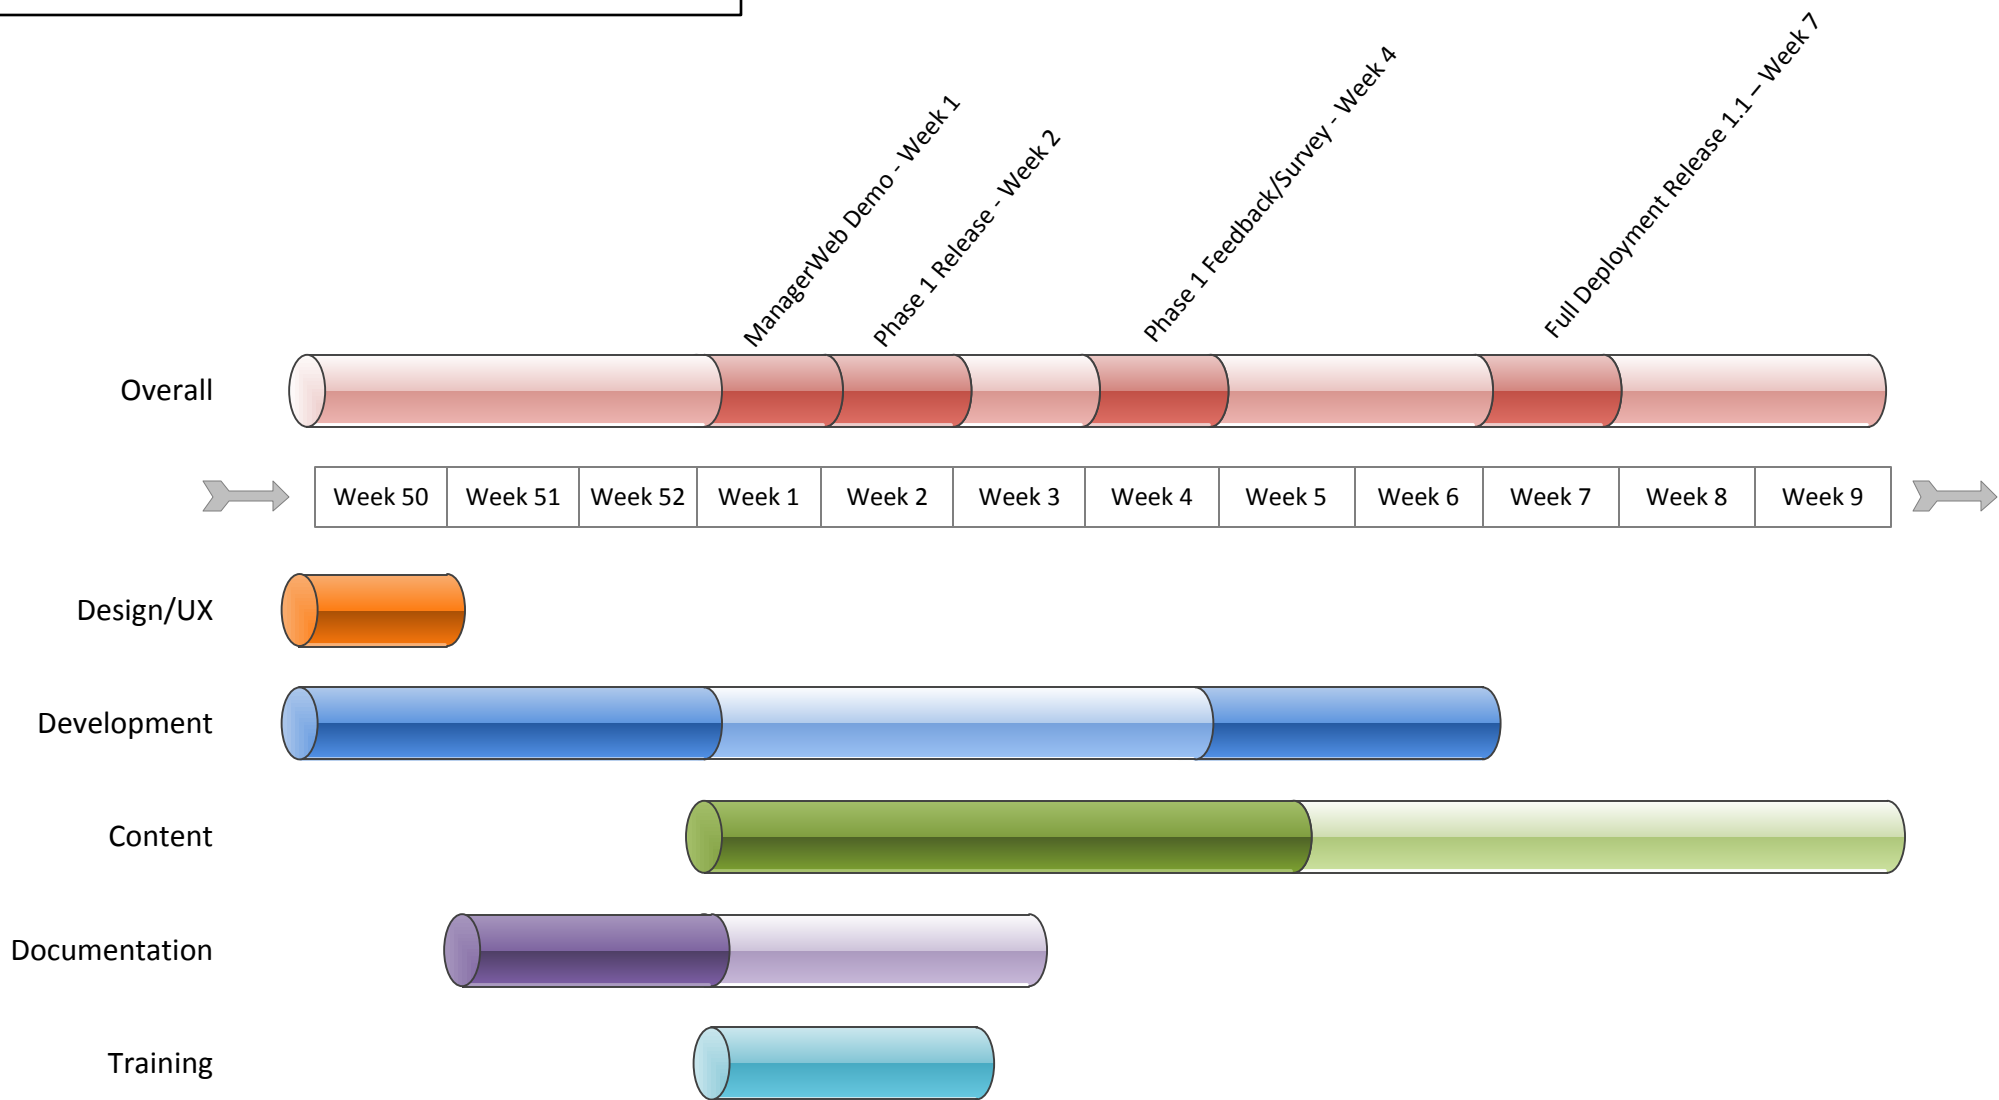 ManagerWeb Demo - Week 1
Phase 1 Release - Week 2
Phase 1 Feedback/Survey - Week 4
Full Deployment Release 1.1 – Week 7
Overall
Week 50 Week 51 Week 52 Week 1 Week 2 Week 3 Week 4 Week 5 Week 6 Week 7 Week 8 Week 9
Design/UX
Development
Content
Documentation
Training